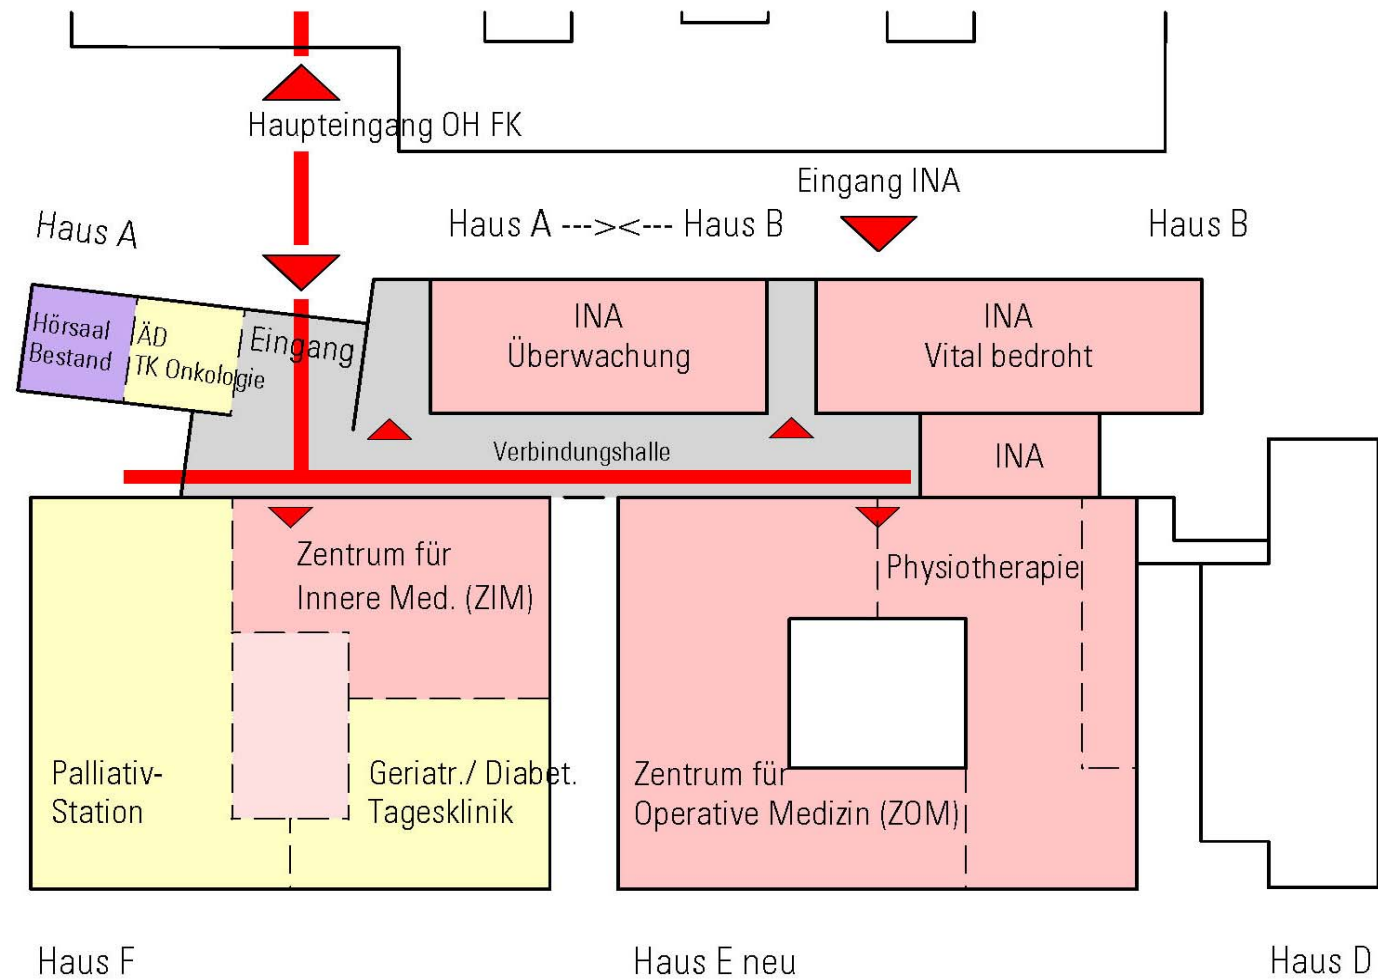 Haupteingang OH FK
Eingang INA
Haus A
Haus A ---><--- Haus B
Haus B
Hörsaal
Bestand
ÄD
TK Onkologie
Eingang
INA
Überwachung
INA
Vital bedroht
Verbindungshalle
INA
Zentrum für
Innere Med. (ZIM)
Physiotherapie
Palliativ-
Station
Geriatr./ Diabet.
Tagesklinik
Zentrum für
Operative Medizin (ZOM)
Haus F
Haus E neu
Haus D